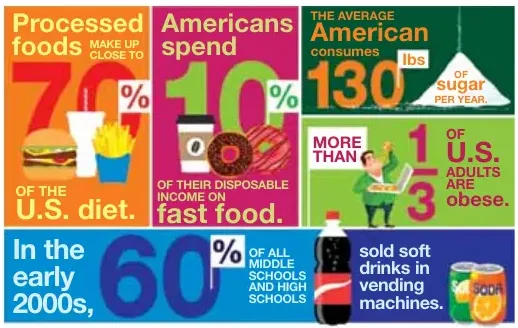 Processed
foods MAKE UP
CLOSE TO
70%
OF THE
U.S. diet.
Americans
spend
10%
OF THEIR DISPOSABLE
INCOME ON
fast food.
THE AVERAGE
American
consumes
130 lbs
OF
sugar
PER YEAR.
MORE
THAN
1
3
OF
U.S.
ADULTS
ARE
obese.
In the
early
2000s,
60%
OF ALL
MIDDLE
SCHOOLS
AND HIGH
SCHOOLS
sold soft
drinks in
vending
machines.
SODA